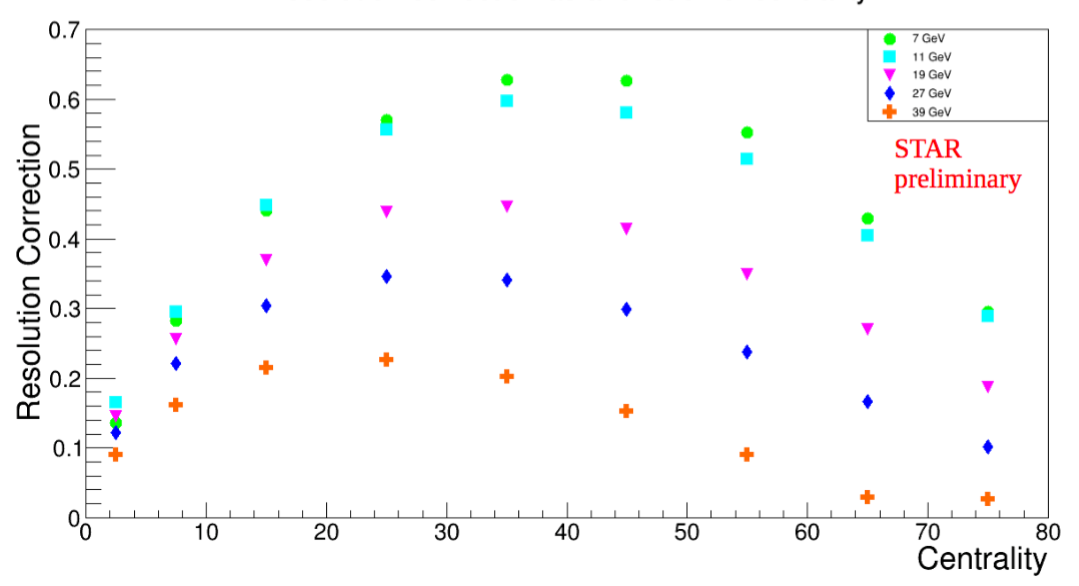 y
0.7
7 GeV
11 GeV
19 GeV
27 GeV
39 GeV
STAR
preliminary
0.6
0.5
0.4
0.3
0.2
0.1
0
Resolution Correction
0 10 20 30 40 50 60 70 80
Centrality